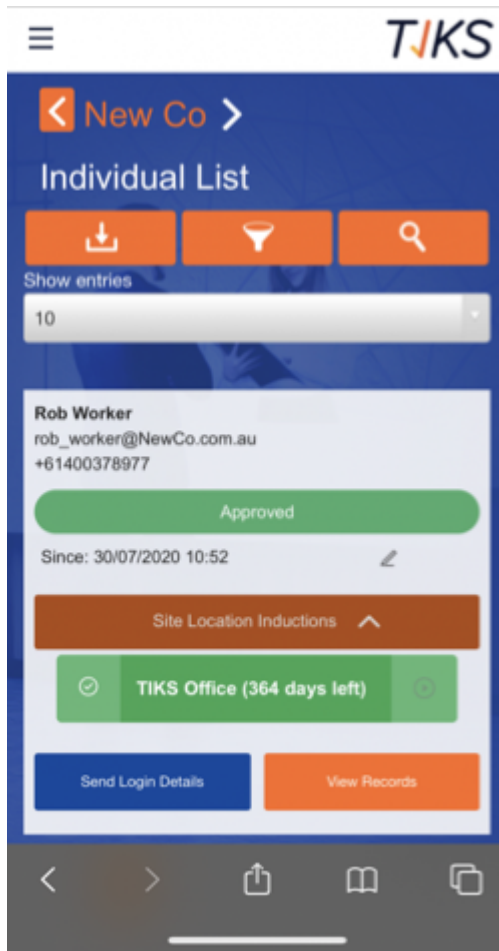 TIKS
New Co
Individual List
Show entries
10
Rob Worker
rob_worker@NewCo.com.au
+61400378977
Approved
Since: 30/07/2020 10:52
Site Location Inductions
TIKS Office (364 days left)
Send Login Details
View Records